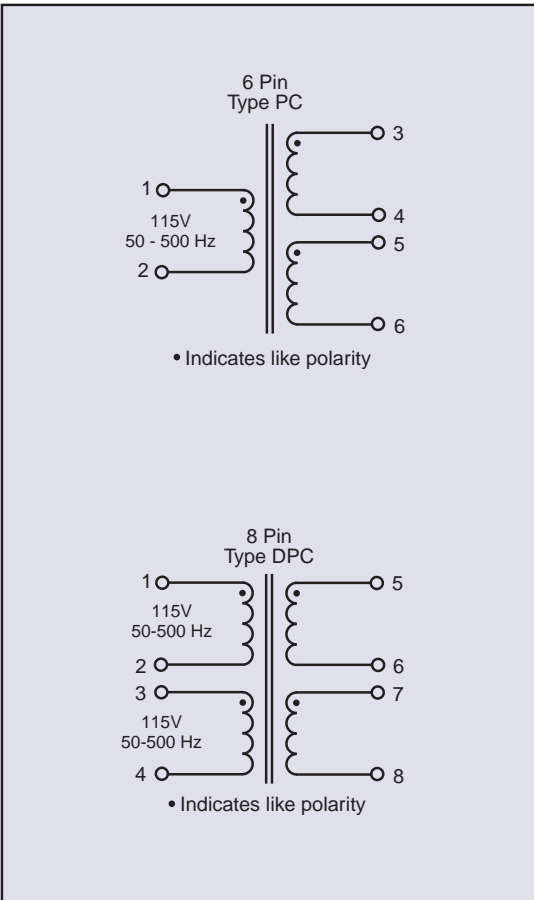 6 Pin
Type PC
3
1
115V
50 - 500 Hz
4
5
2
6
• Indicates like polarity
8 Pin
Type DPC
1
5
115V
50-500 Hz
2
6
3
7
115V
50-500 Hz
4
8
• Indicates like polarity